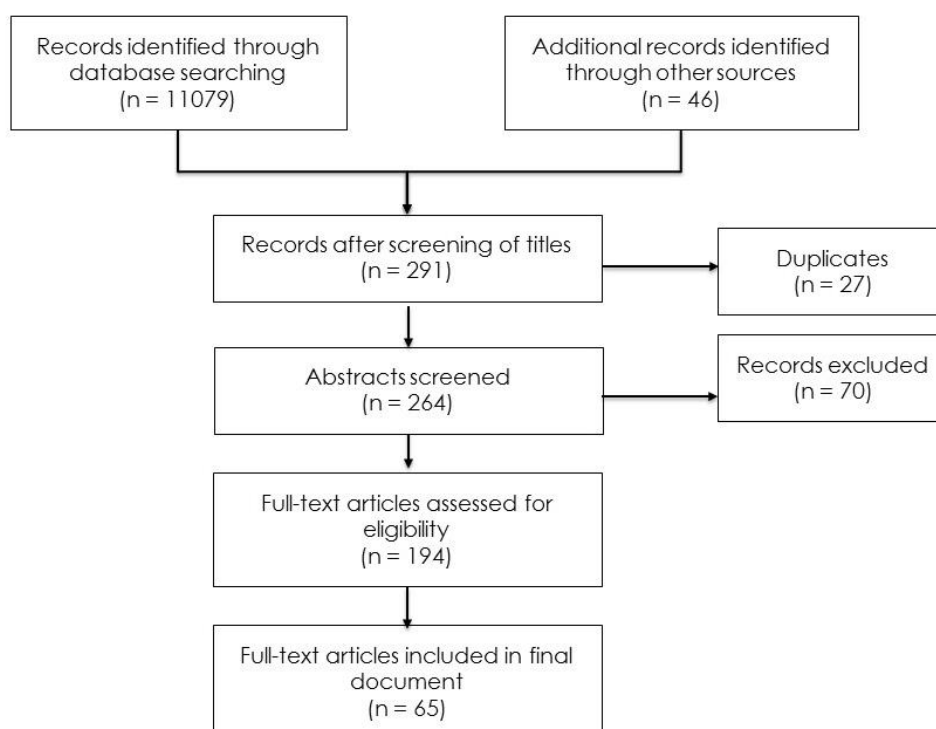 Records identified through
database searching
(n = 11079)
Additional records identified
through other sources
(n = 46)
Records after screening of titles
(n = 291)
Duplicates
(n = 27)
Abstracts screened
(n = 264)
Records excluded
(n = 70)
Full-text articles assessed for
eligibility
(n = 194)
Full-text articles included in final
document
(n = 65)